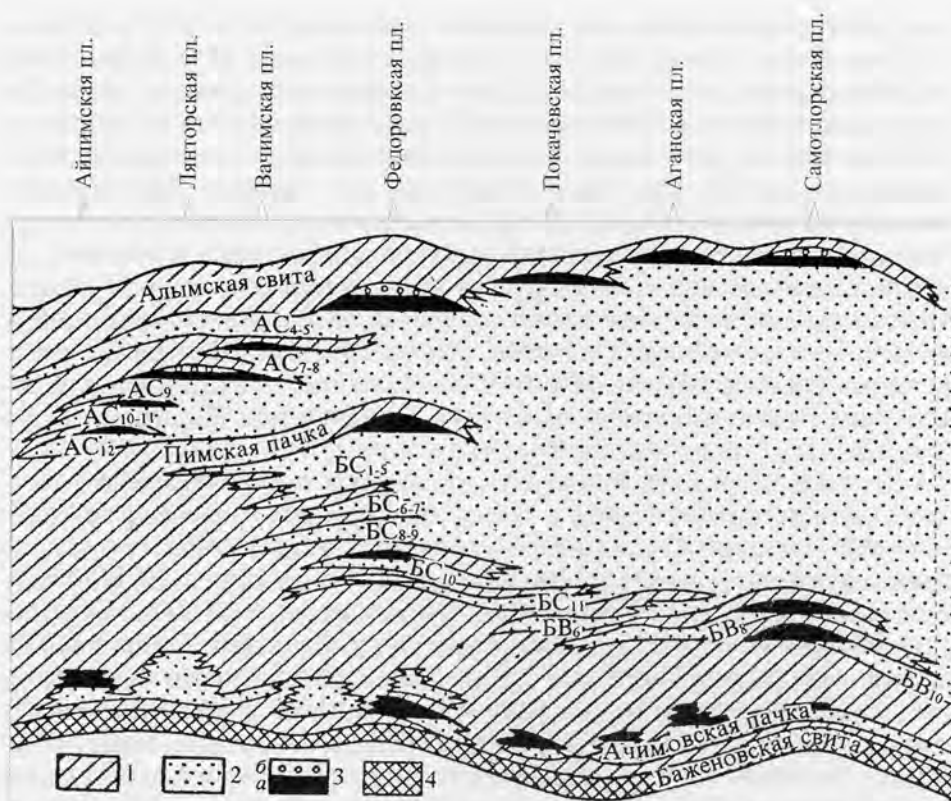 Айпимская пл.
Лянторская пл.
Вачимская пл.
Федоровксая пл.
Покачевская пл.
Аганская пл.
Самотлорская пл.
Алымская свита
АС₄₋₅
АС₇₋₈
АС₉
АС₁₀₋₁₁
АС₁₂
Пимская пачка
БС₁₋₅
БС₆₋₇
БС₈₋₉
БС₁₀
БС₁₁
БВ₆
БВ₈
БВ₁₀
Ачимовская пачка
Баженовская свита
1
2
б
а
3
4